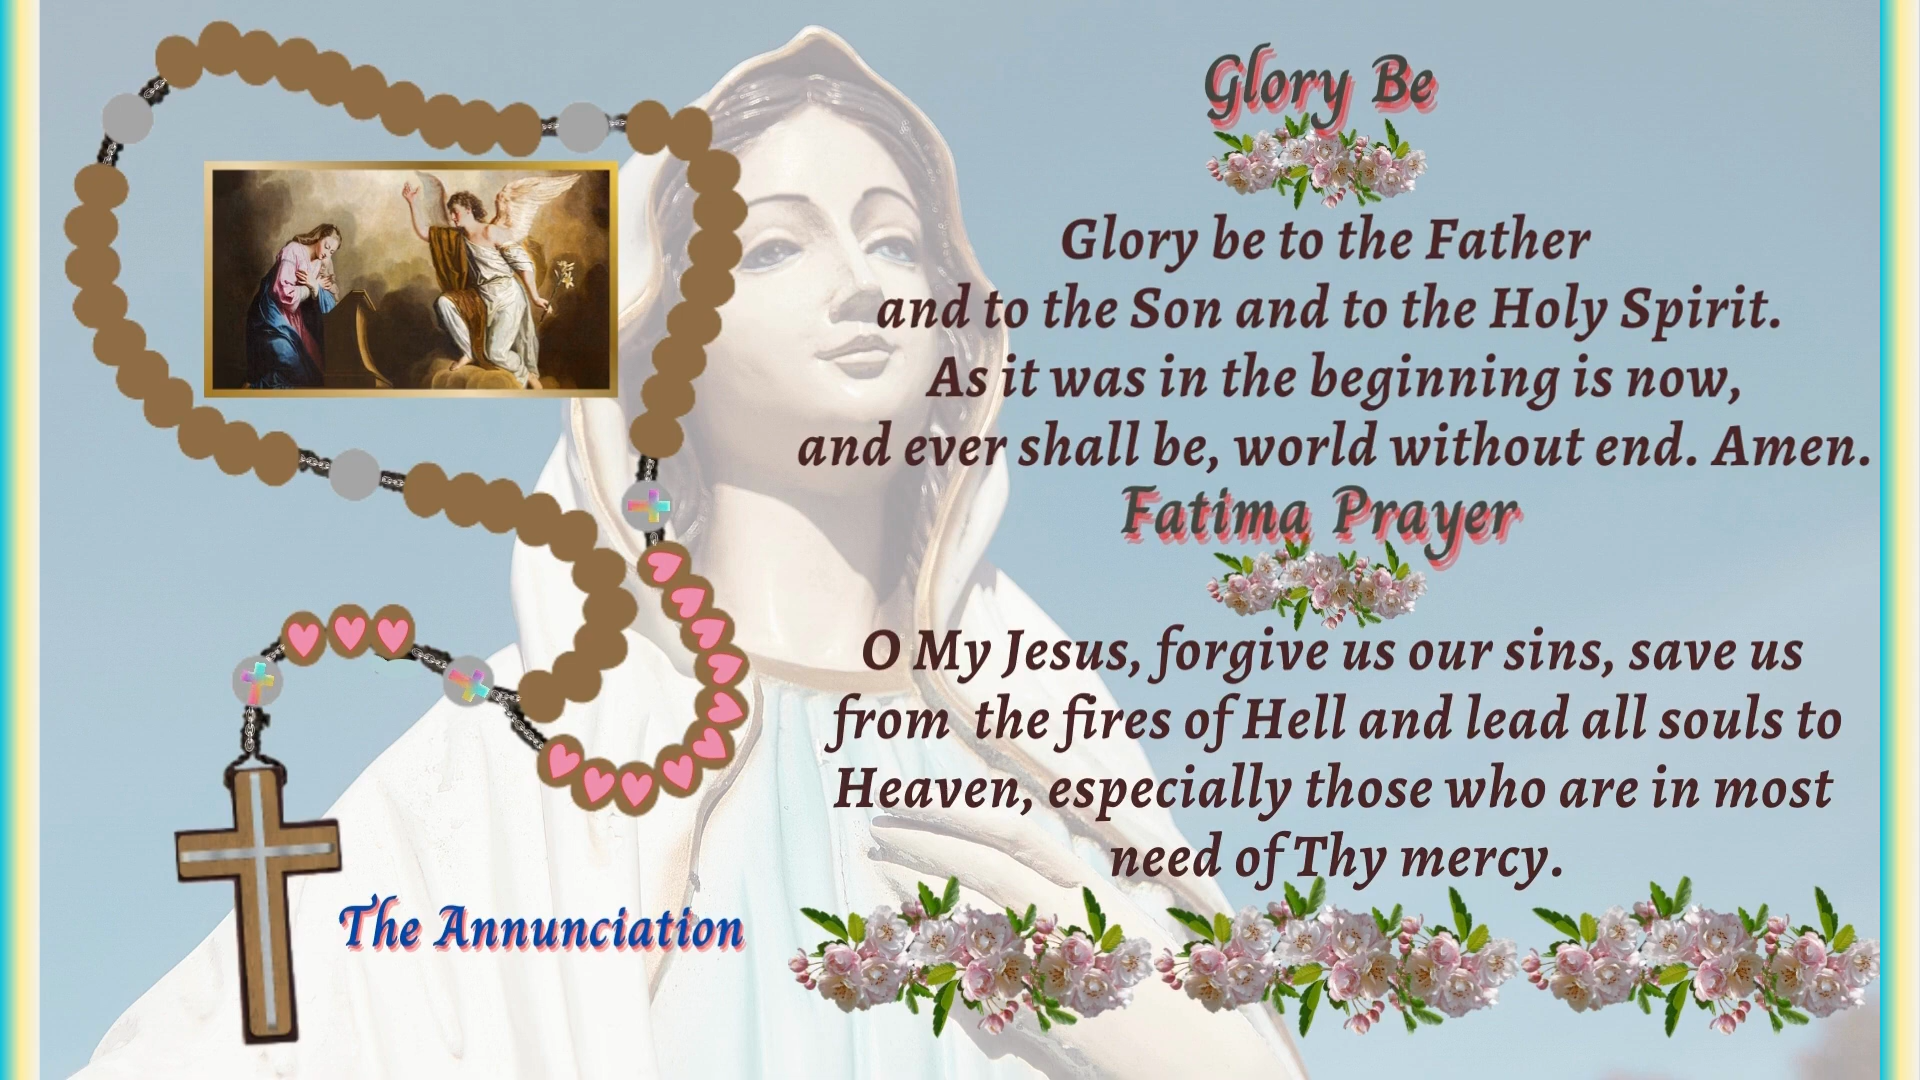 Glory Be
Glory be to the Father
and to the Son and to the Holy Spirit.
As it was in the beginning is now,
and ever shall be, world without end. Amen.
Fatima Prayer
O My Jesus, forgive us our sins, save us
from the fires of Hell and lead all souls to
Heaven, especially those who are in most
need of Thy mercy.
The Annunciation